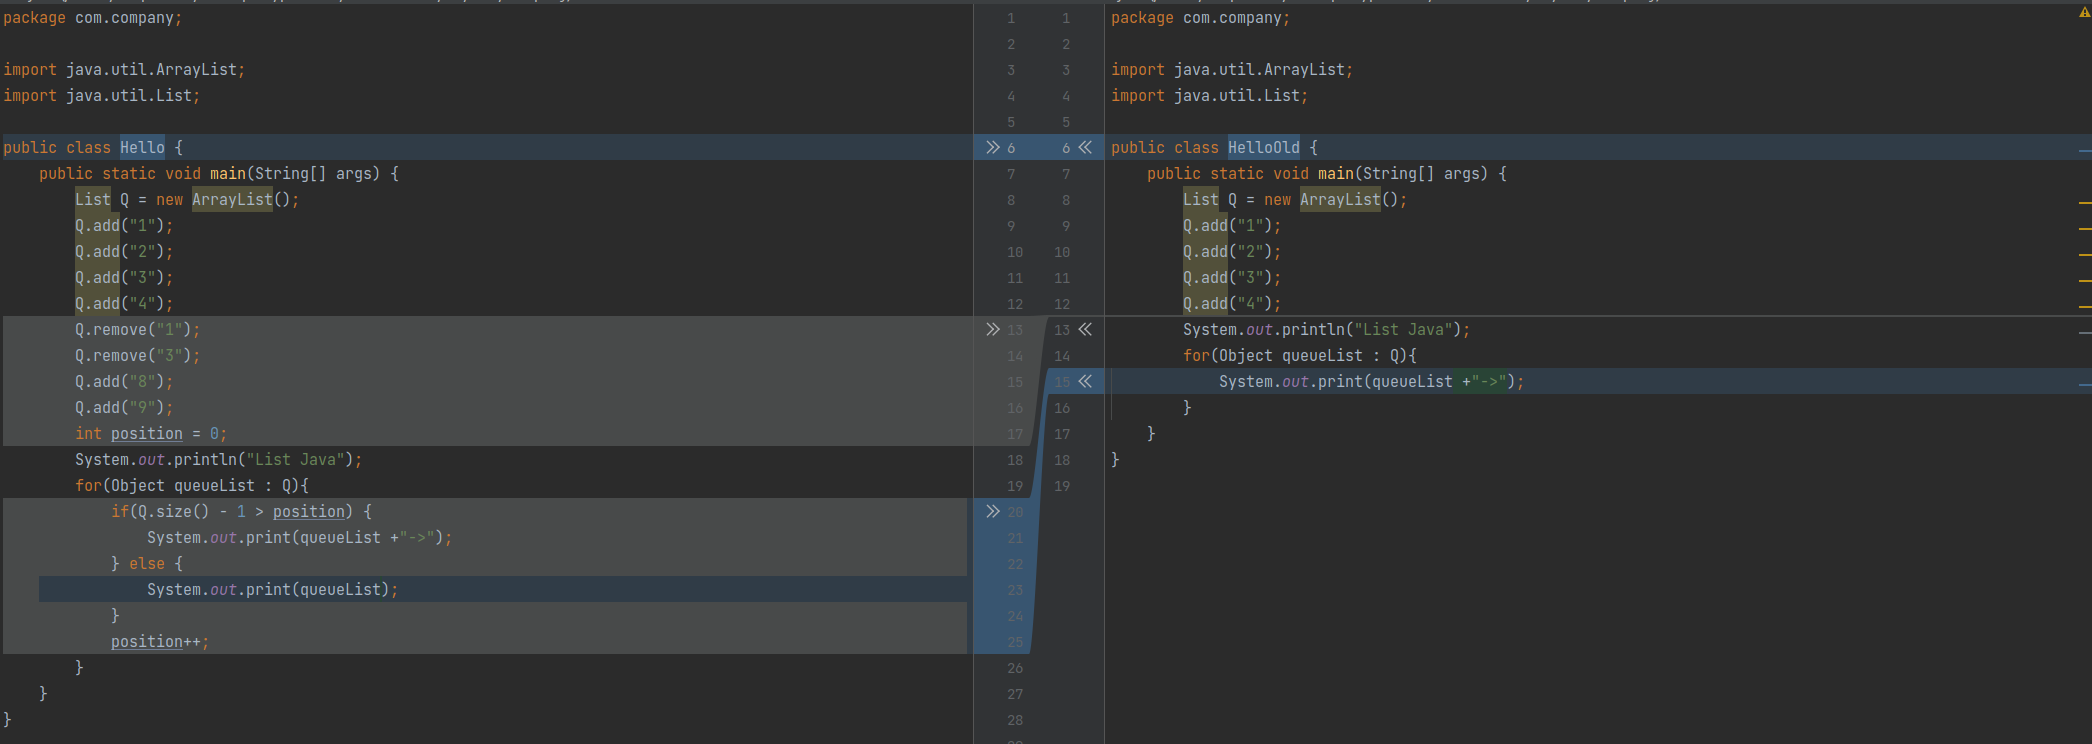 package com.company;
import java.util.ArrayList;
import java.util.List;
public class Hello {
public static void main(String[] args) {
List Q = new ArrayList();
Q.add("1");
Q.add("2");
Q.add("3");
Q.add("4");
Q.remove("1");
Q.remove("3");
Q.add("8");
Q.add("9");
int position = 0;
System.out.println("List Java");
for(Object queueList : Q){
if(Q.size() - 1 > position) {
System.out.print(queueList +"->");
} else {
System.out.print(queueList);
}
position++;
}
}
}
1 1
2 2
3 3
4 4
5 5
6 6
7 7
8 8
9 9
10 10
11 11
12 12
13 13
14 14
15 15
16 16
17 17
18 18
19 19
20
21
22
23
24
25
26
27
28
package com.company;
import java.util.ArrayList;
import java.util.List;
public class HelloOld {
public static void main(String[] args) {
List Q = new ArrayList();
Q.add("1");
Q.add("2");
Q.add("3");
Q.add("4");
System.out.println("List Java");
for(Object queueList : Q){
System.out.print(queueList +"->");
}
}
}